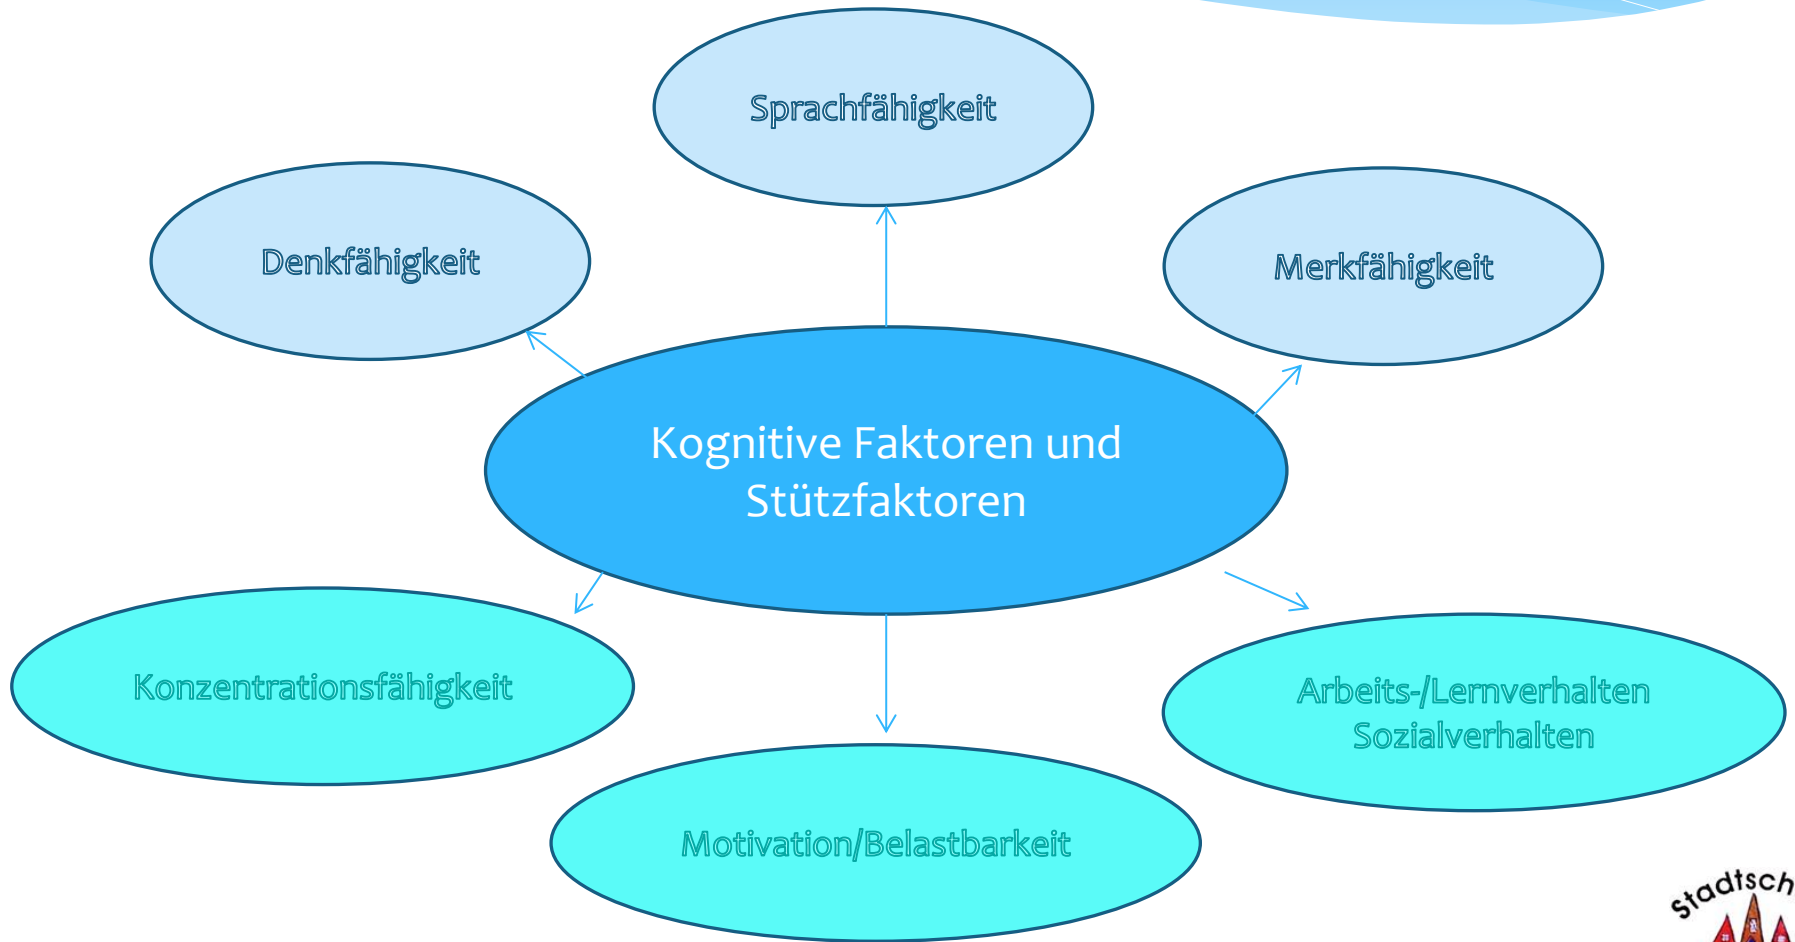 Sprachfähigkeit
Denkfähigkeit
Merkfähigkeit
Kognitive Faktoren und
Stützfaktoren
Konzentrationsfähigkeit
Arbeits-/Lernverhalten
Sozialverhalten
Motivation/Belastbarkeit
Stadtsch